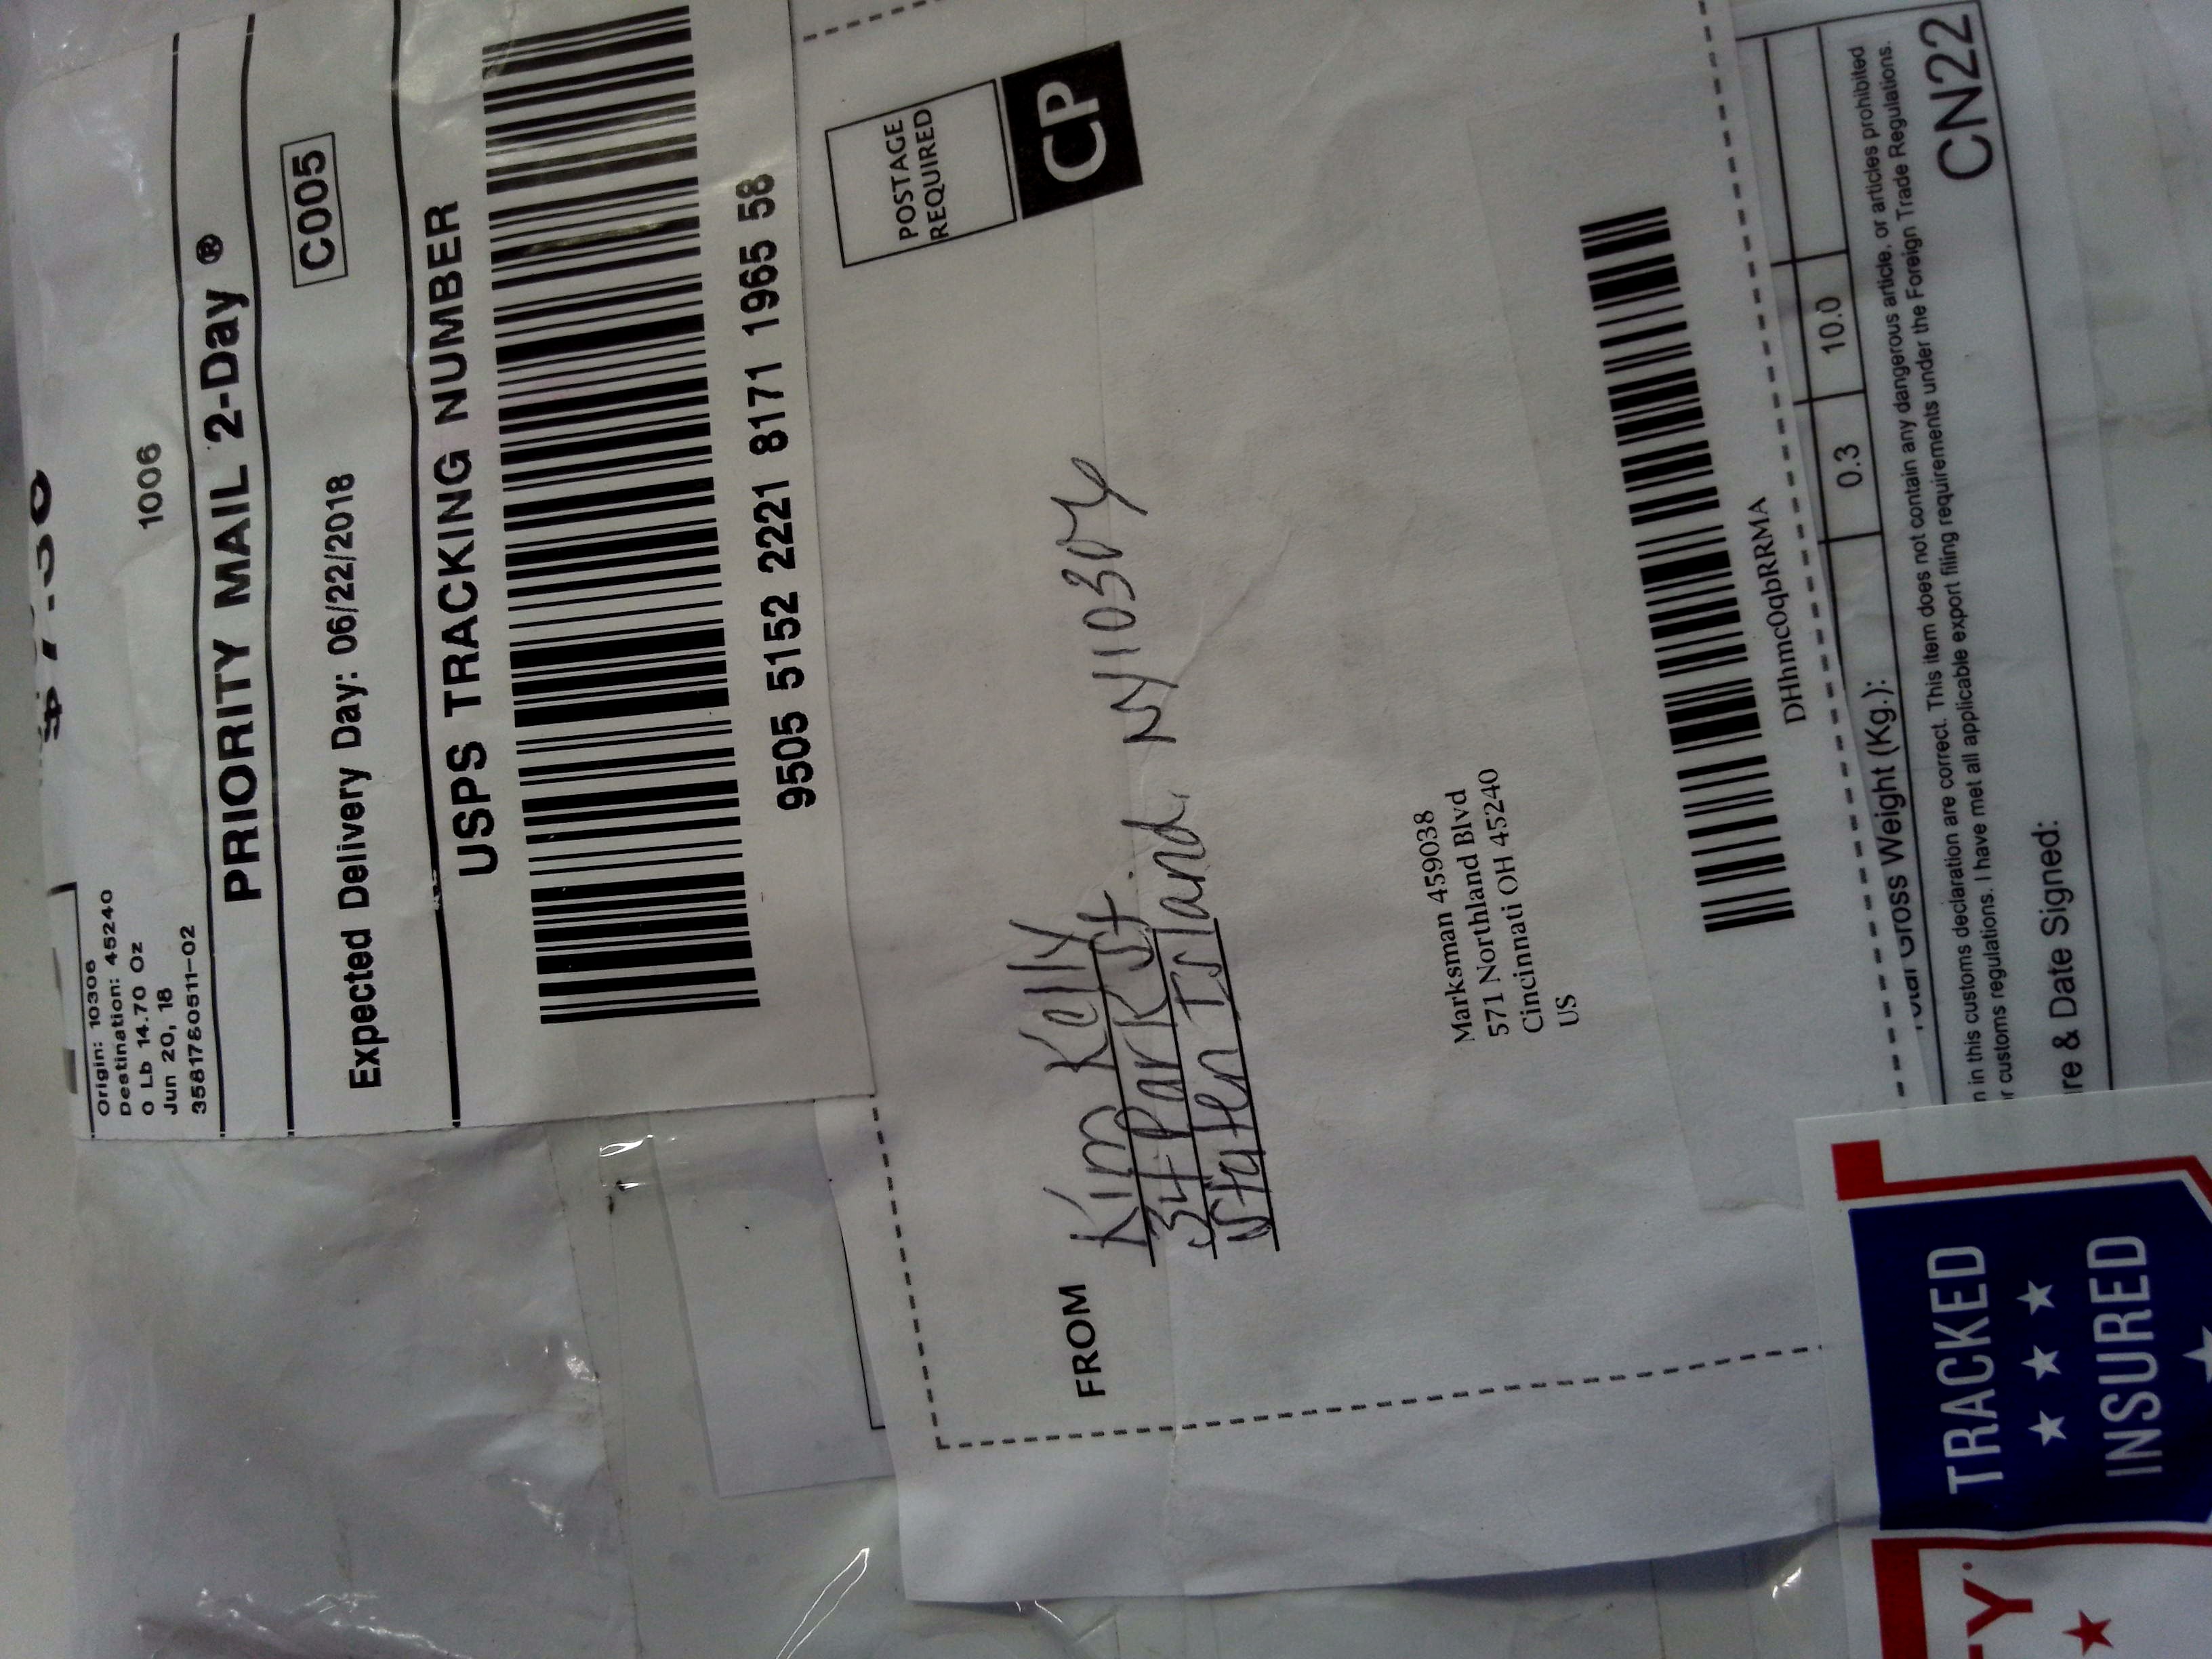 1006
Origin: 10306
Destination: 45240
0 Lb 14.70 Oz
Jun 20, 18
3581780511-02
PRIORITY MAIL 2-Day ®
Expected Delivery Day: 06/22/2018
C005
USPS TRACKING NUMBER
9505 5152 2221 8171 1965 58
POSTAGE
REQUIRED
CP
FROM
Kim Kelly
34 Park St.
Staten Island, NY 10304
Marksman 459038
571 Northland Blvd
Cincinnati OH 45240
US
DHhmc0qbRRMA
Total Gross Weight (Kg.):
0.3
10.0
n in this customs declaration are correct. This item does not contain any dangerous article, or articles prohibited
r customs regulations. I have met all applicable export filing requirements under the Foreign Trade Regulations.
re & Date Signed:
CN22
TRACKED
INSURED
TY